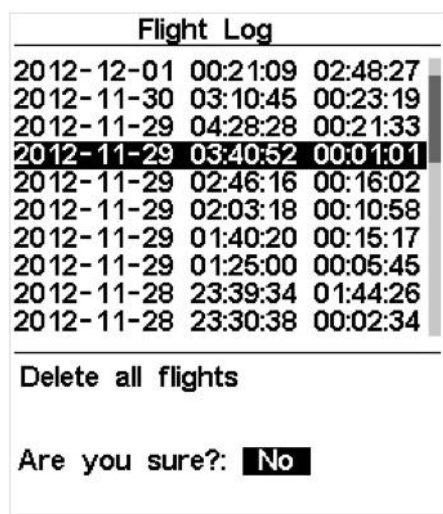 Flight Log
2012-12-01 00:21:09 02:48:27
2012-11-30 03:10:45 00:23:19
2012-11-29 04:28:28 00:21:33
2012-11-29 03:40:52 00:01:01
2012-11-29 02:46:16 00:16:02
2012-11-29 02:03:18 00:10:58
2012-11-29 01:40:20 00:15:17
2012-11-29 01:25:00 00:05:45
2012-11-28 23:39:34 01:44:26
2012-11-28 23:30:38 00:02:34
Delete all flights
Are you sure?: No